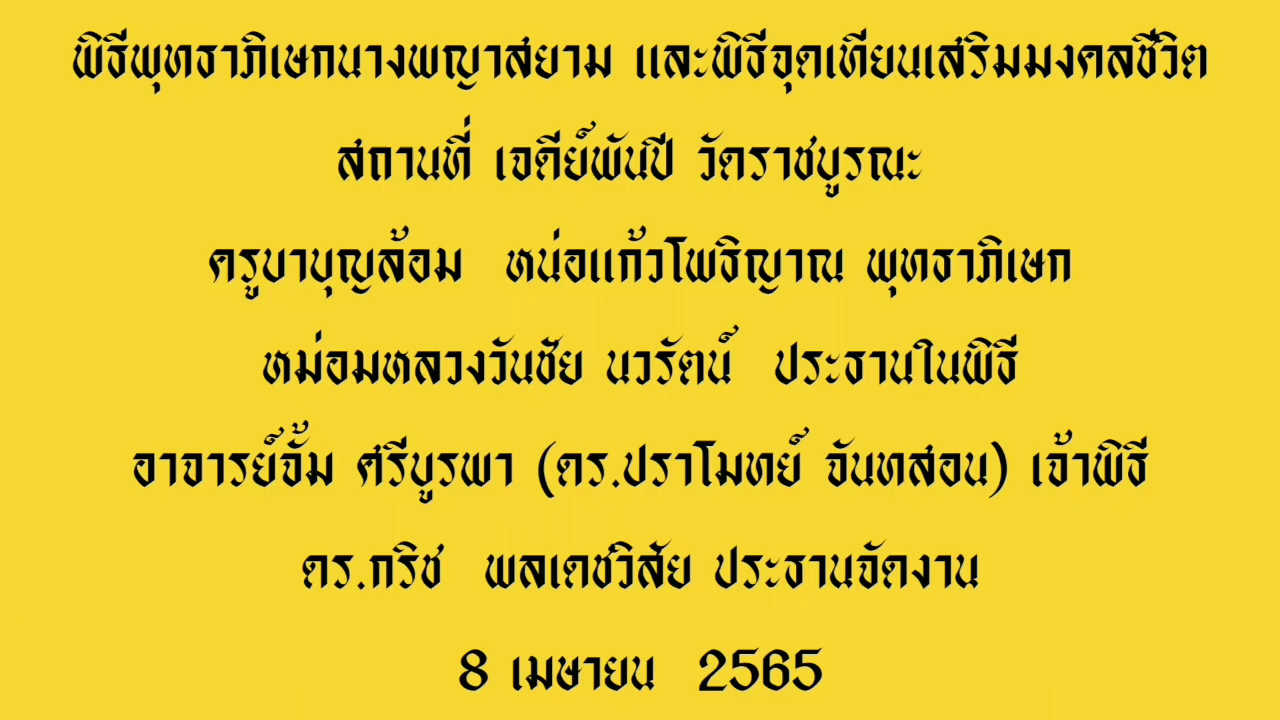 พิธีพุทธาภิเษกนางพญาสยาม และพิธีจุดเทียนเสริมมงคลชีวิต
สถานที่ เจดีย์พันปี วัดราชบูรณะ
ครูบาบุญล้อม หน่อแก้วโพธิญาณ พุทธาภิเษก
หม่อมหลวงวันชัย นวรัตน์ ประธานในพิธี
อาจารย์จั้ม ศรีบูรพา (ดร.ปราโมทย์ จันทสอน) เจ้าพิธี
ดร.กริช พลเดชวิสัย ประธานจัดงาน
8 เมษายน 2565